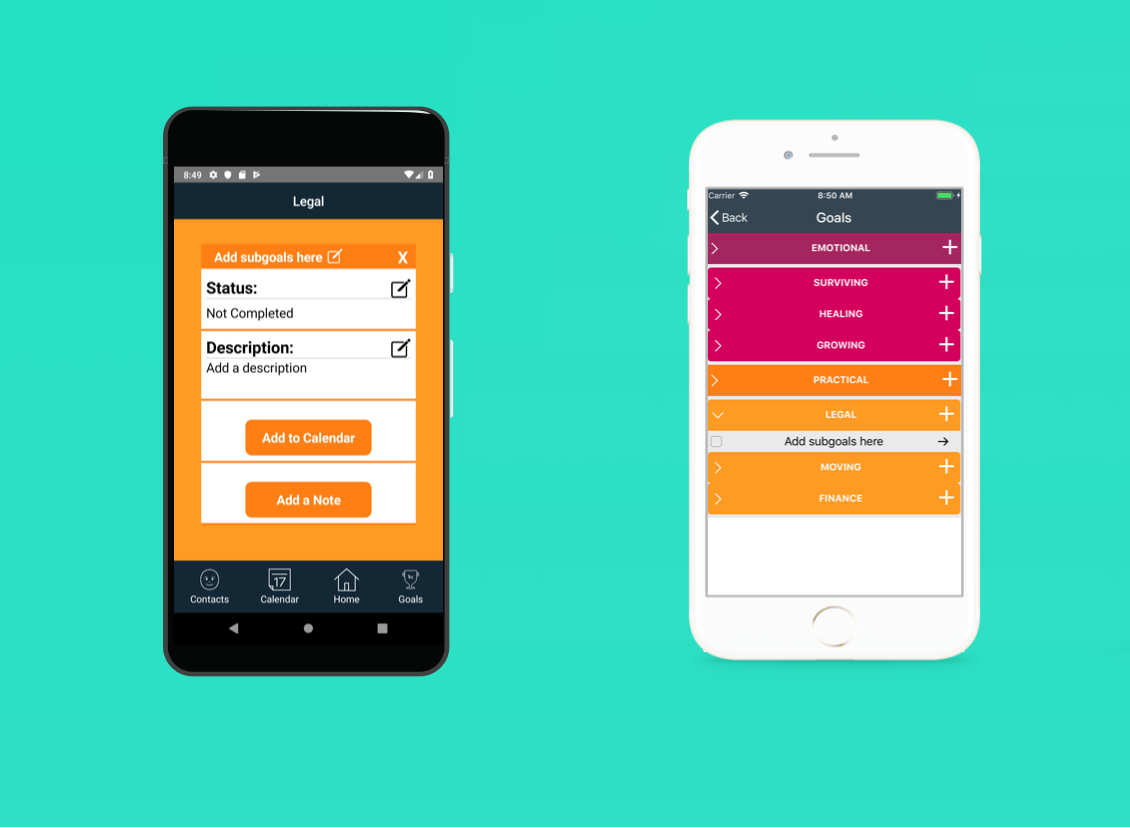 8:49
Legal
Add subgoals here X
Status:
Not Completed
Description:
Add a description
Add to Calendar
Add a Note
17
Contacts Calendar Home Goals
Carrier 8:50 AM
Back Goals
EMOTIONAL
SURVIVING
HEALING
GROWING
PRACTICAL
LEGAL
Add subgoals here
MOVING
FINANCE